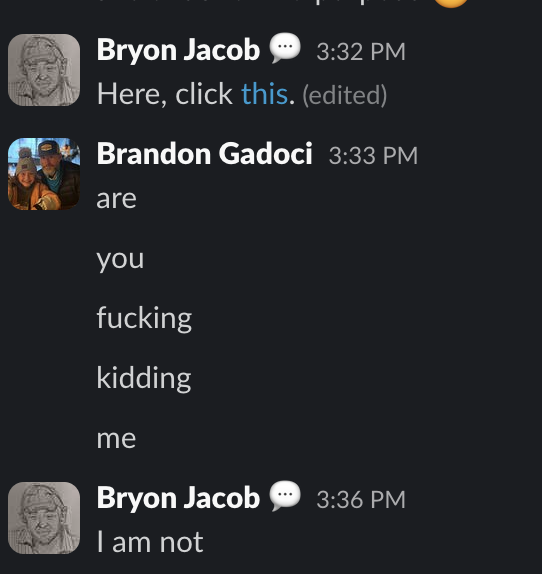 Bryon Jacob 💬 3:32 PM
Here, click this. (edited)
Brandon Gadoci 3:33 PM
are
you
fucking
kidding
me
Bryon Jacob 💬 3:36 PM
I am not